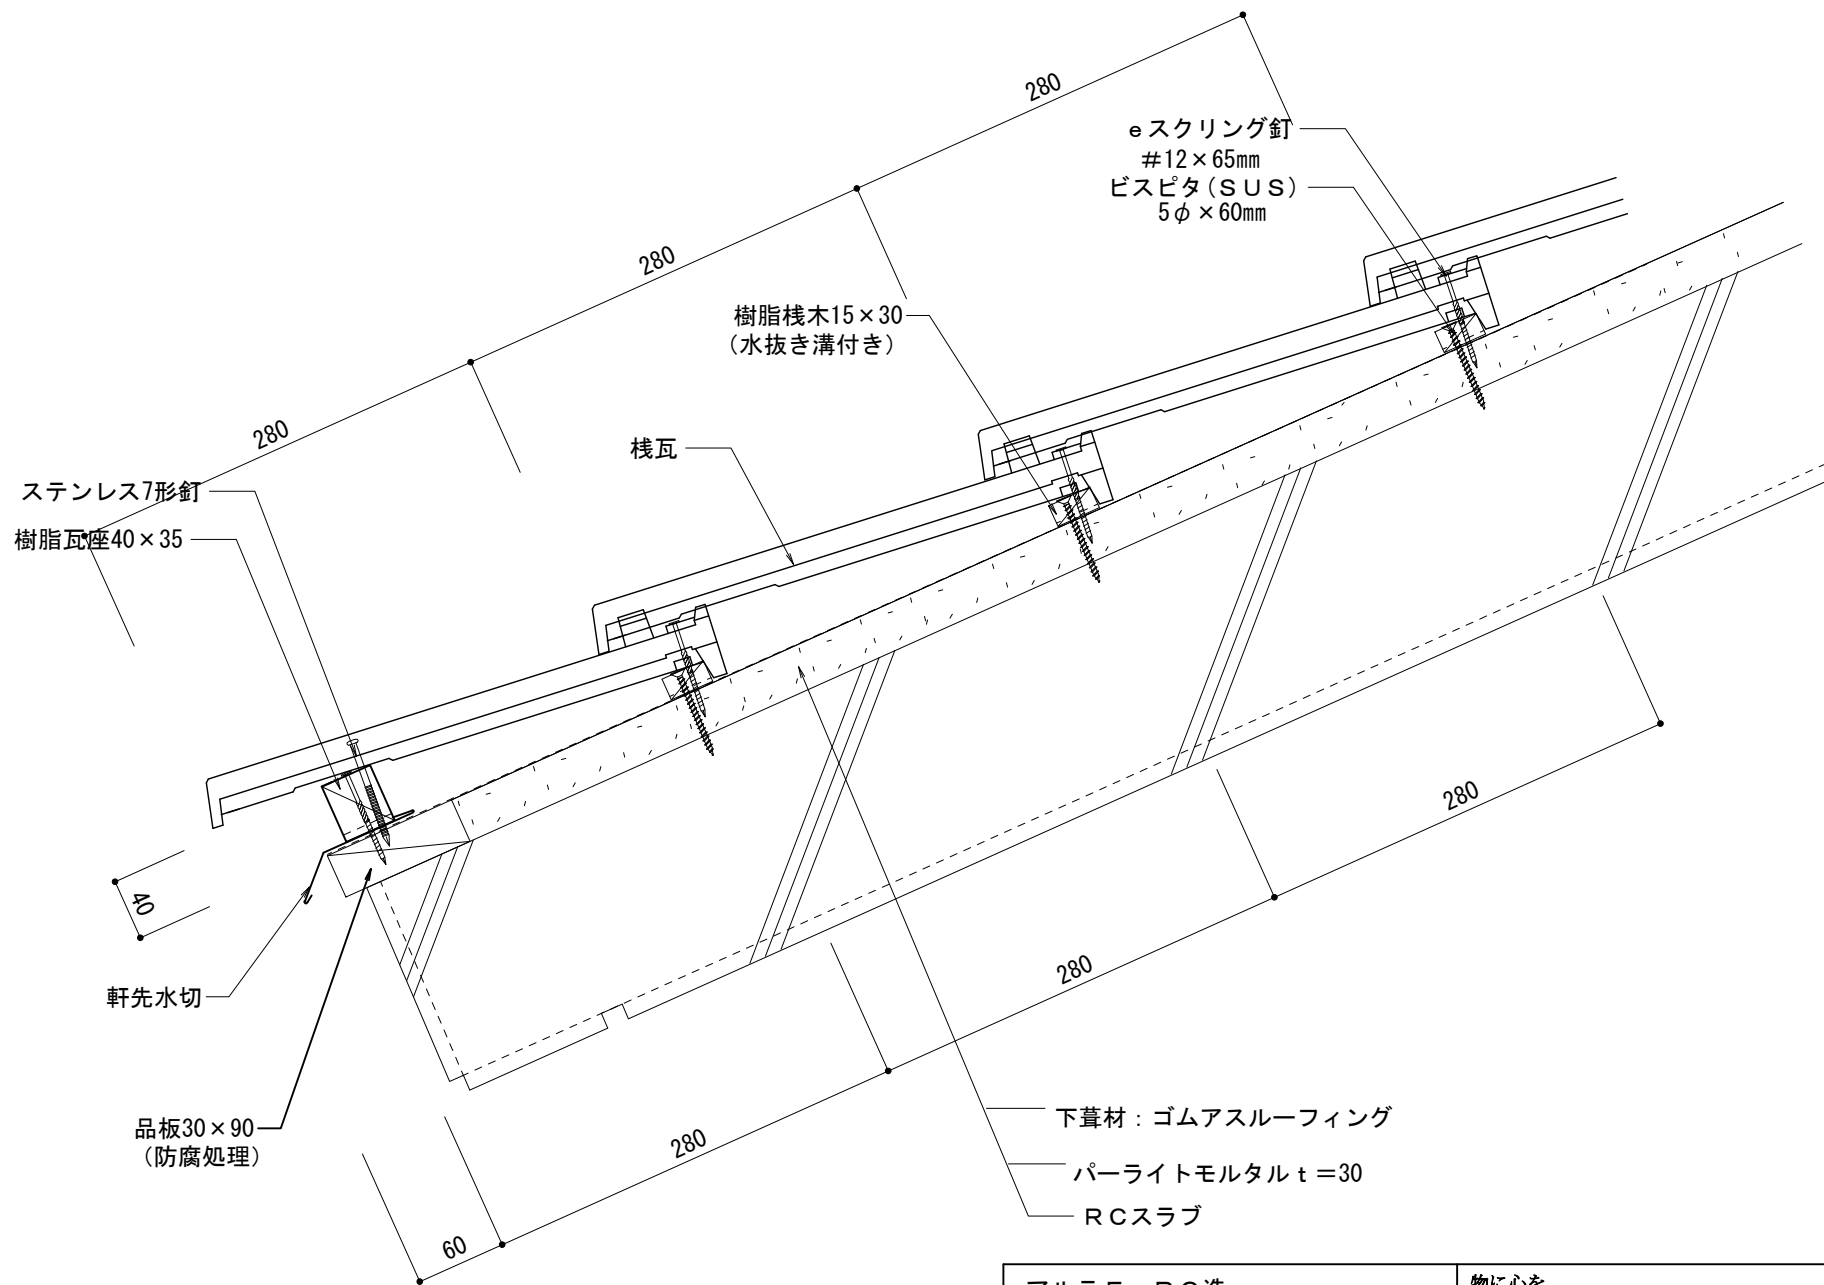 280
eスクリング釘
#12×65㎜
ビスピタ(SUS)
5φ×60㎜
280
樹脂桟木15×30
(水抜き溝付き)
280
桟瓦
ステンレス7形釘
樹脂瓦座40×35
40
軒先水切
品板30×90
(防腐処理)
280
280
280
60
下葺材:ゴムアスルーフィング
パーライトモルタルt=30
RCスラブ
物に心を